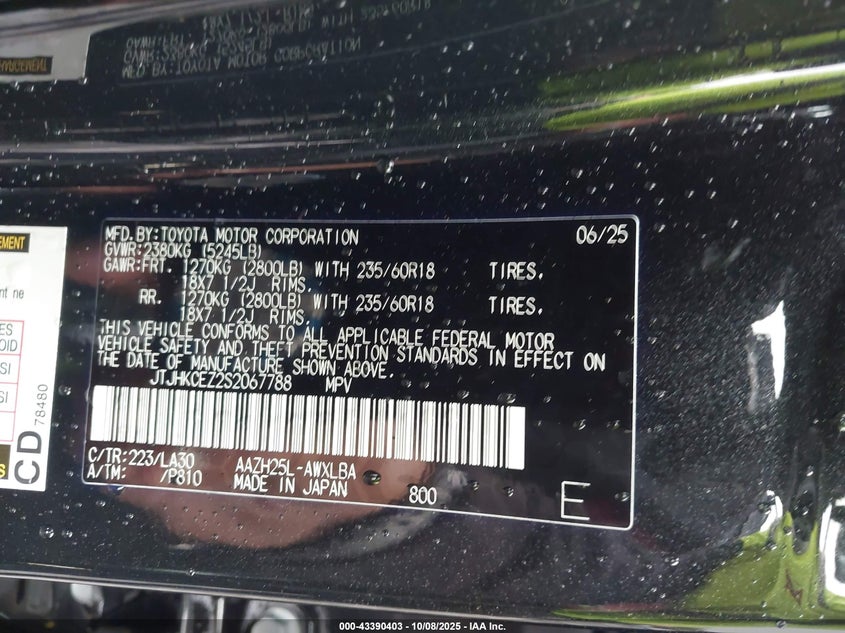 MFD.BY:TOYOTA MOTOR CORPORATION 06/25
GVWR:2380KG (5245LB)
GAWR:FRT. 1270KG (2800LB) WITH 235/60R18 TIRES,
18X7 1/2J RIMS,
RR. 1270KG (2800LB) WITH 235/60R18 TIRES,
18X7 1/2J RIMS,
THIS VEHICLE CONFORMS TO ALL APPLICABLE FEDERAL MOTOR
VEHICLE SAFETY AND THEFT PREVENTION STANDARDS IN EFFECT ON
THE DATE OF MANUFACTURE SHOWN ABOVE.
JTJHKCEZ2S2067788 MPV
C/TR:223/LA30 AAZH25L-AWXLBA
A/TM: /P810 MADE IN JAPAN 800
E
CD
78480
000-43390403 - 10/08/2025 - IAA Inc.